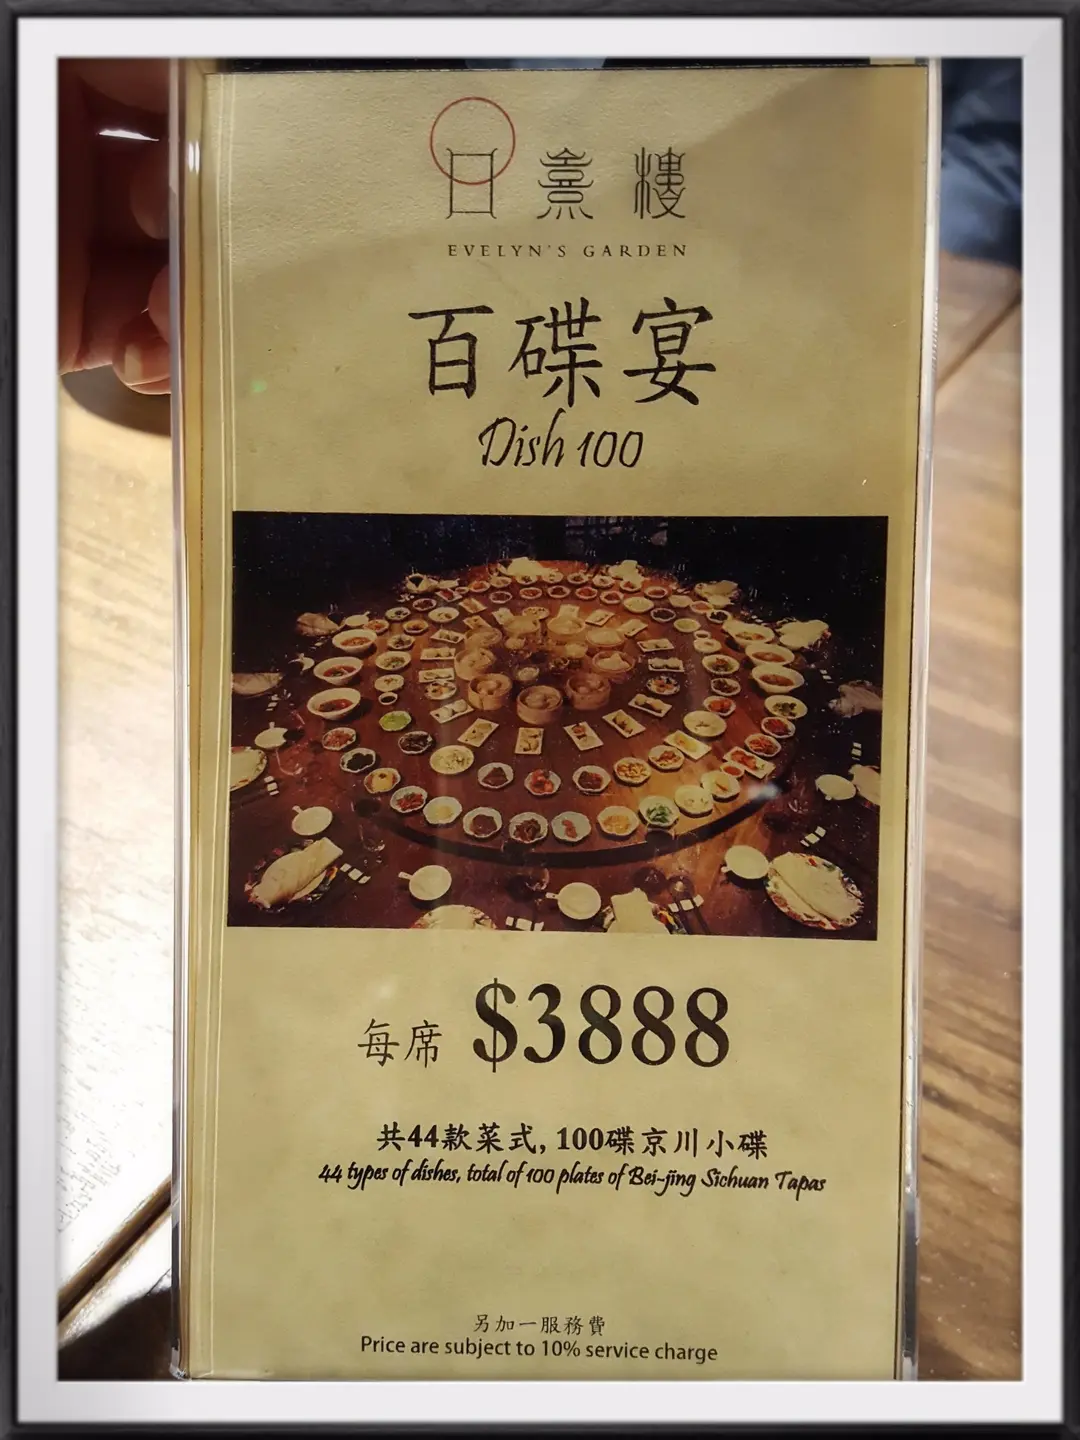 日熹樓
EVELYN'S GARDEN
百碟宴
Dish 100
每席 $3888
共44款菜式, 100碟京川小碟
44 types of dishes, total of 100 plates of Bei-jing Sichuan Tapas
另加一服務費
Price are subject to 10% service charge